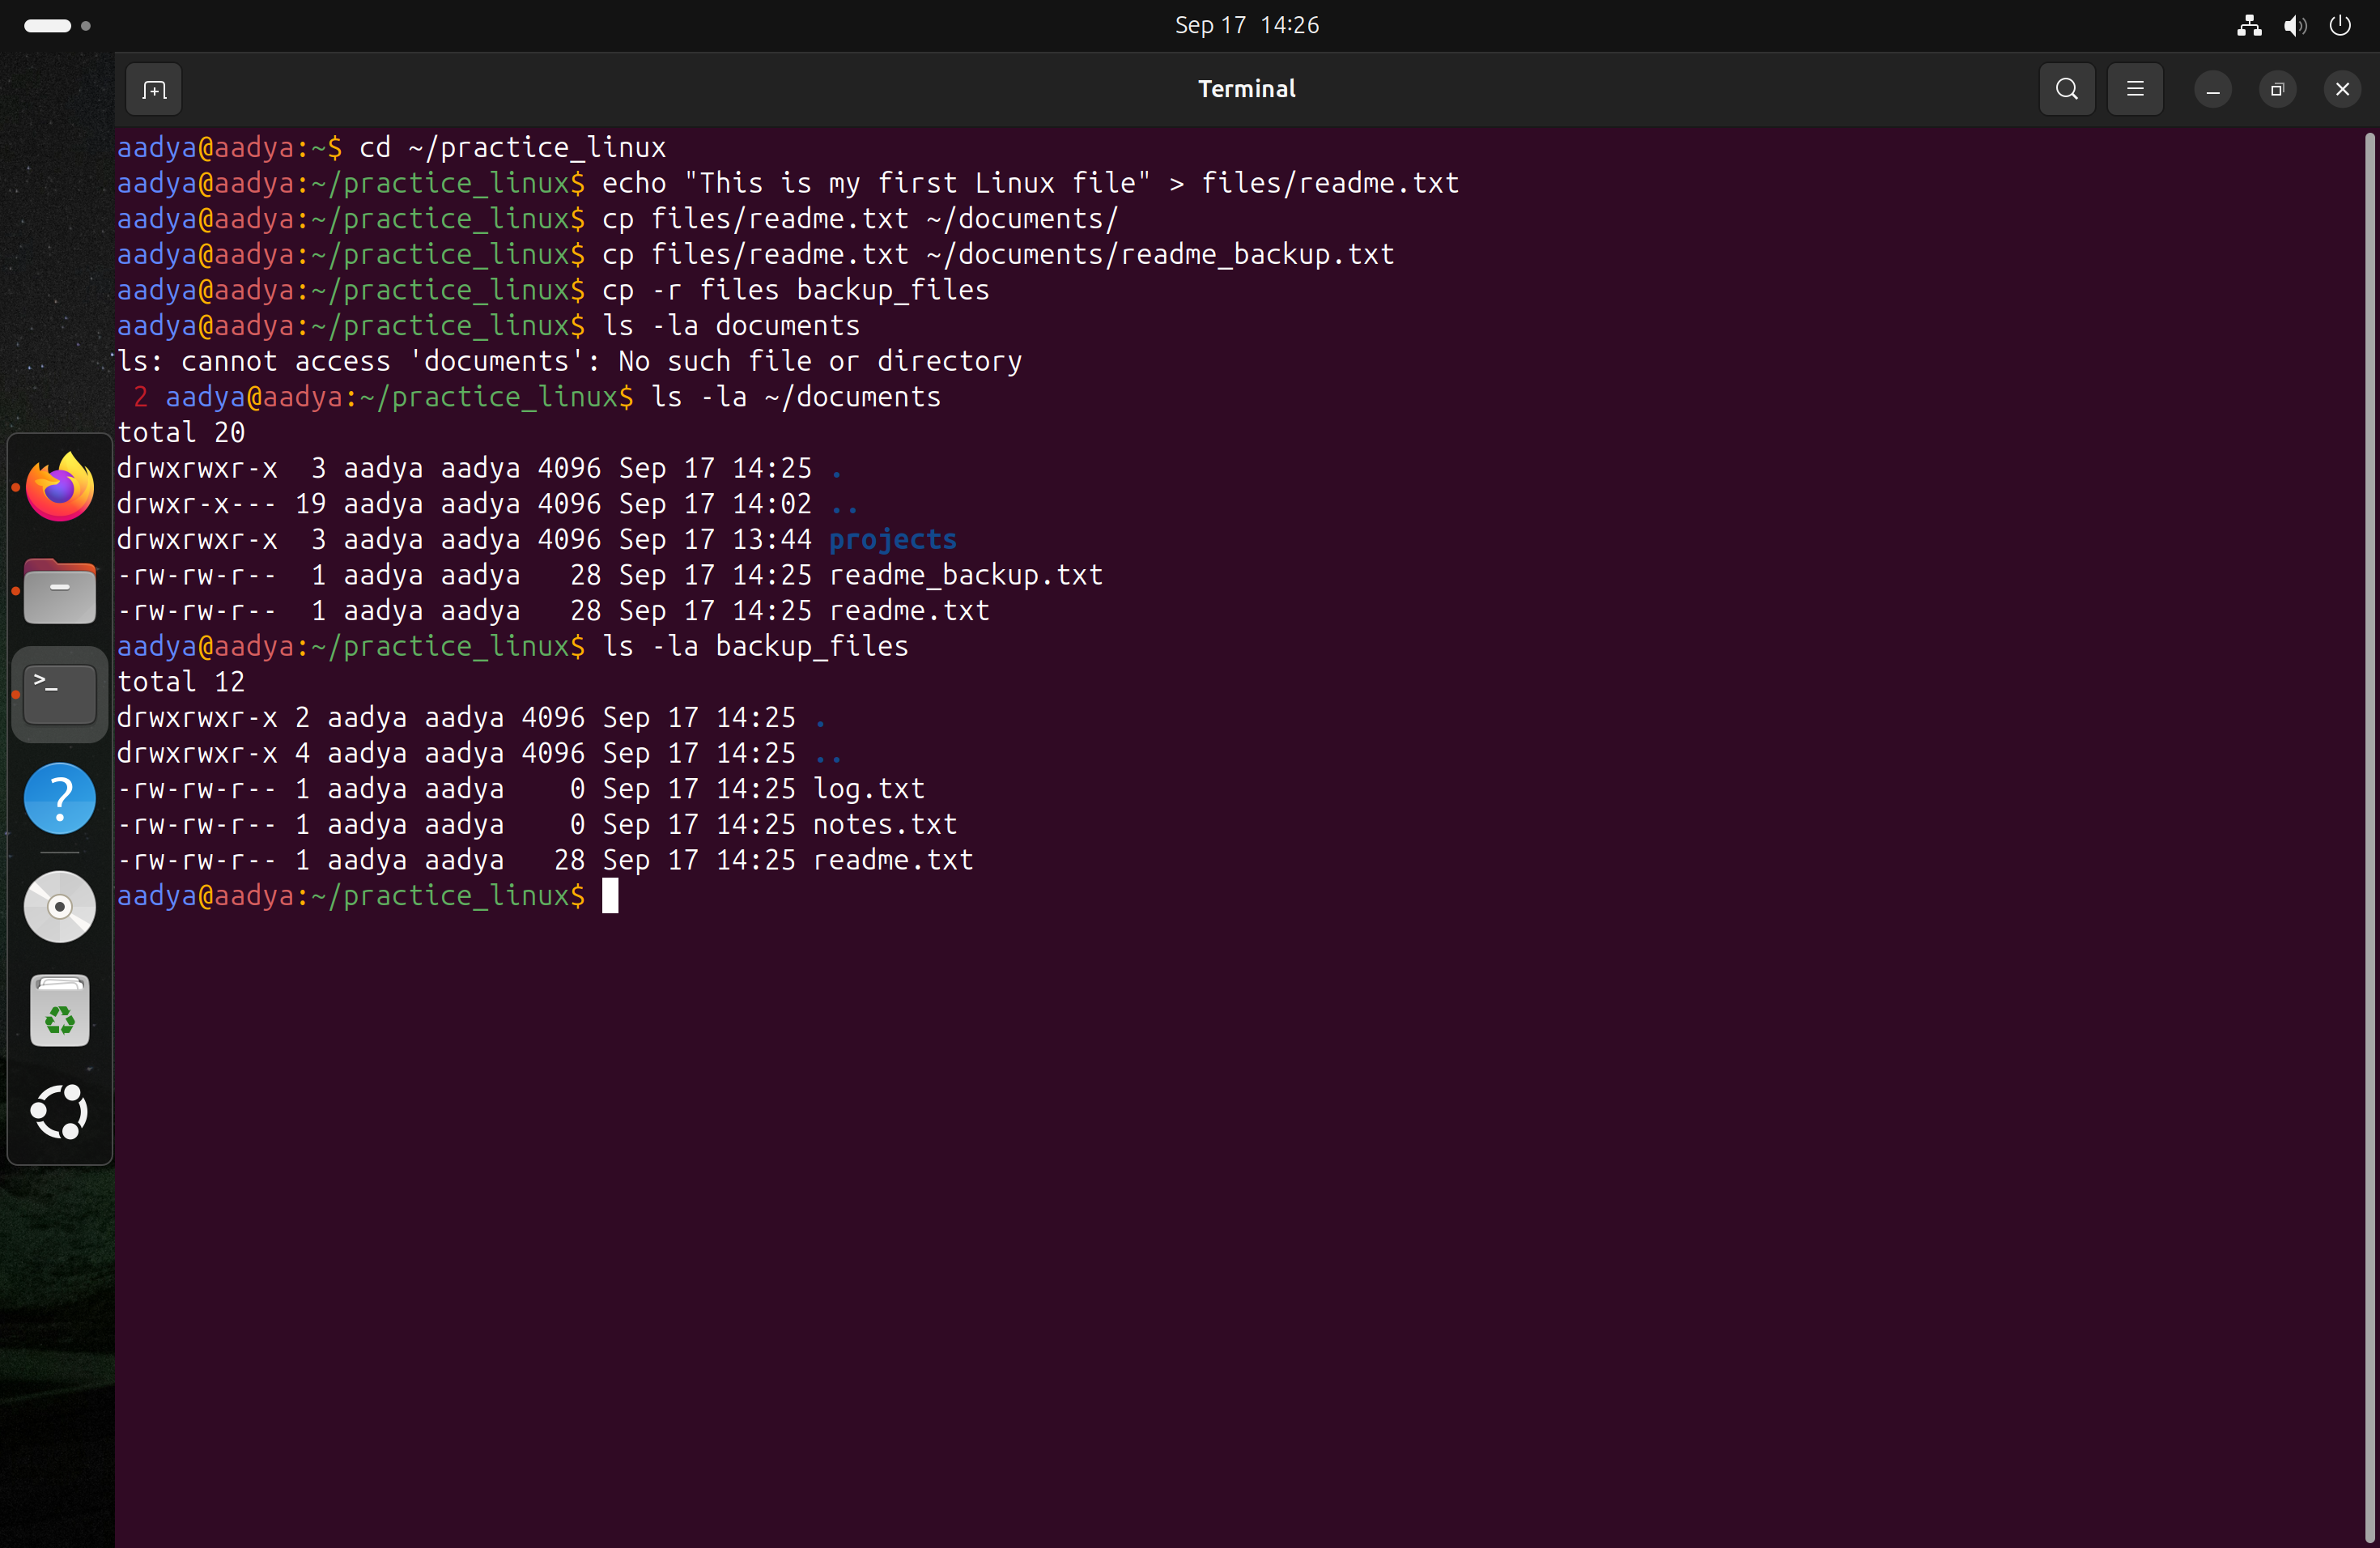 Sep 17 14:26
Terminal
aadya@aadya:~$ cd ~/practice_linux
aadya@aadya:~/practice_linux$ echo "This is my first Linux file" > files/readme.txt
aadya@aadya:~/practice_linux$ cp files/readme.txt ~/documents/
aadya@aadya:~/practice_linux$ cp files/readme.txt ~/documents/readme_backup.txt
aadya@aadya:~/practice_linux$ cp -r files backup_files
aadya@aadya:~/practice_linux$ ls -la documents
ls: cannot access 'documents': No such file or directory
 2 aadya@aadya:~/practice_linux$ ls -la ~/documents
total 20
drwxrwxr-x  3 aadya aadya 4096 Sep 17 14:25 .
drwxr-x--- 19 aadya aadya 4096 Sep 17 14:02 ..
drwxrwxr-x  3 aadya aadya 4096 Sep 17 13:44 projects
-rw-rw-r--  1 aadya aadya   28 Sep 17 14:25 readme_backup.txt
-rw-rw-r--  1 aadya aadya   28 Sep 17 14:25 readme.txt
aadya@aadya:~/practice_linux$ ls -la backup_files
total 12
drwxrwxr-x 2 aadya aadya 4096 Sep 17 14:25 .
drwxrwxr-x 4 aadya aadya 4096 Sep 17 14:25 ..
-rw-rw-r-- 1 aadya aadya    0 Sep 17 14:25 log.txt
-rw-rw-r-- 1 aadya aadya    0 Sep 17 14:25 notes.txt
-rw-rw-r-- 1 aadya aadya   28 Sep 17 14:25 readme.txt
aadya@aadya:~/practice_linux$